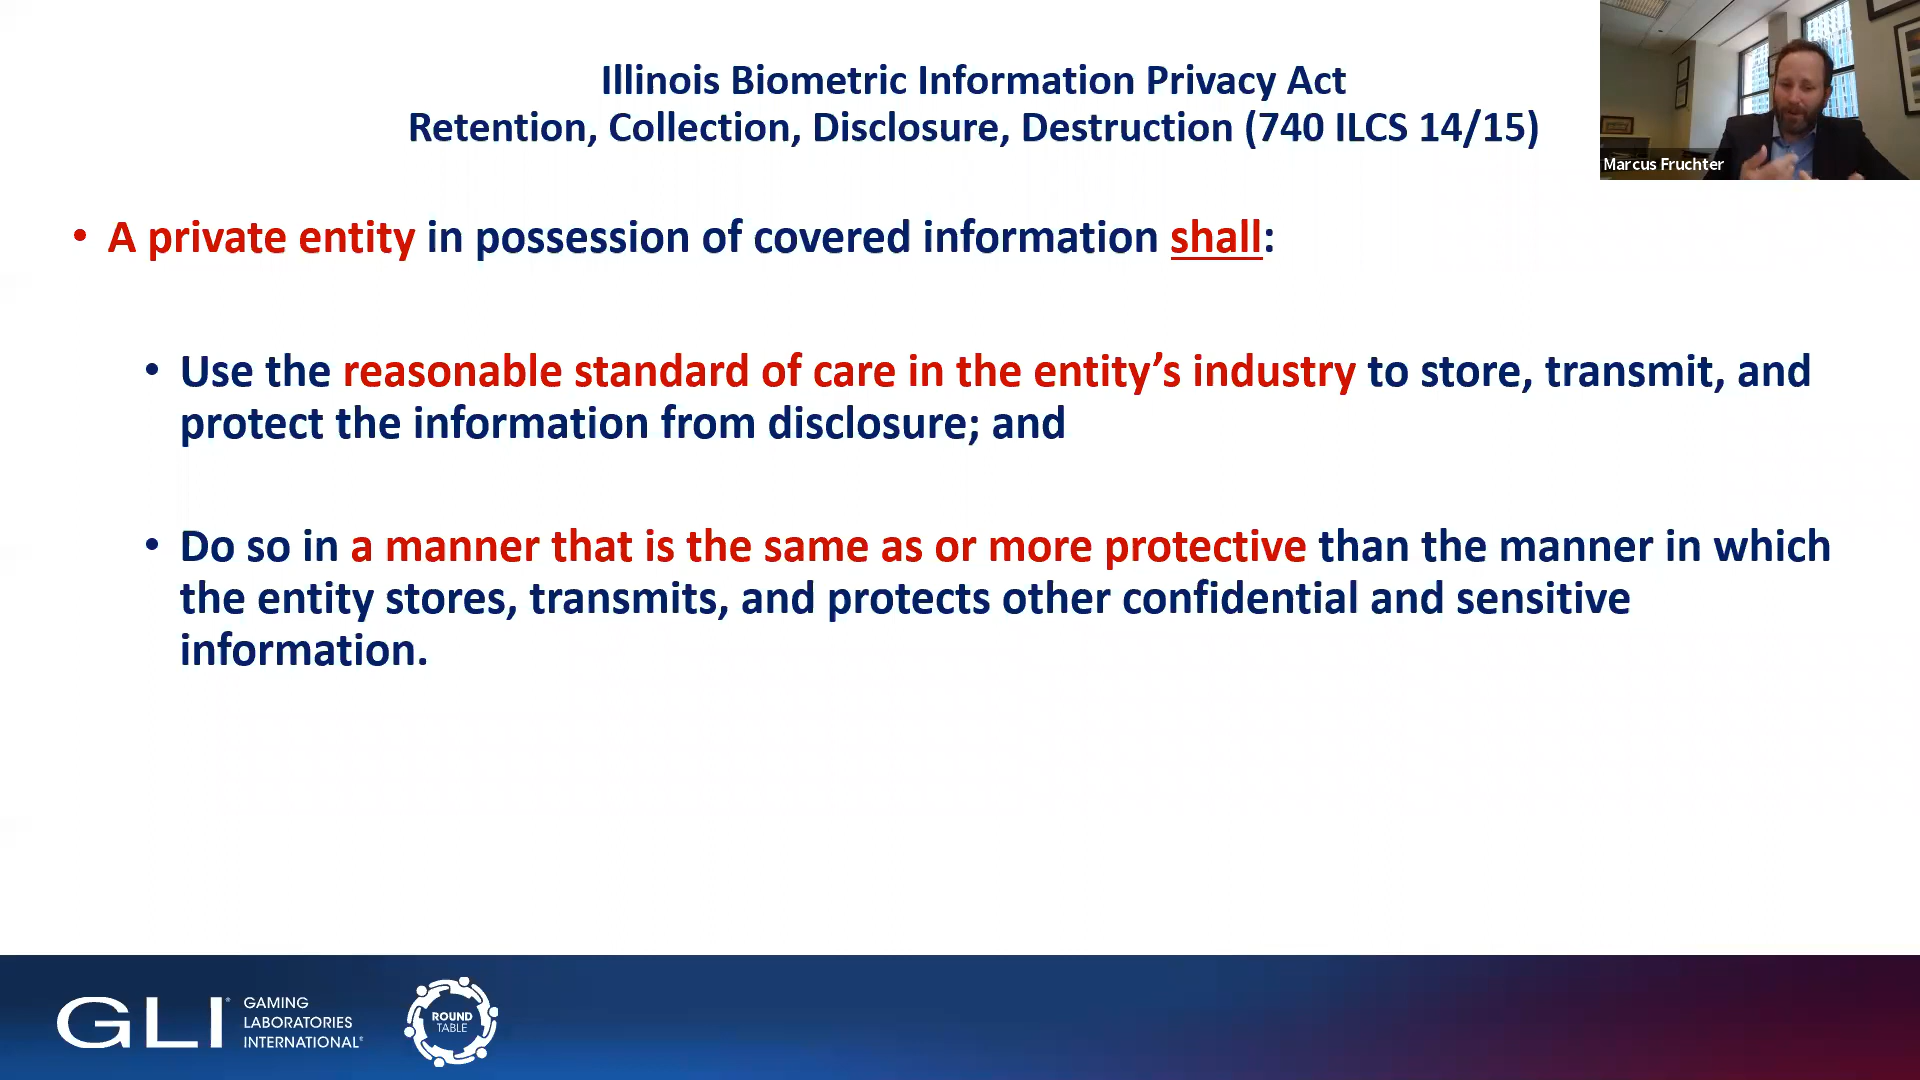 Illinois Biometric Information Privacy Act
Retention, Collection, Disclosure, Destruction (740 ILCS 14/15)
Marcus Fruchter
• A private entity in possession of covered information shall:
• Use the reasonable standard of care in the entity’s industry to store, transmit, and
protect the information from disclosure; and
• Do so in a manner that is the same as or more protective than the manner in which
the entity stores, transmits, and protects other confidential and sensitive
information.
GLI®
GAMING
LABORATORIES
INTERNATIONAL®
ROUND
TABLE